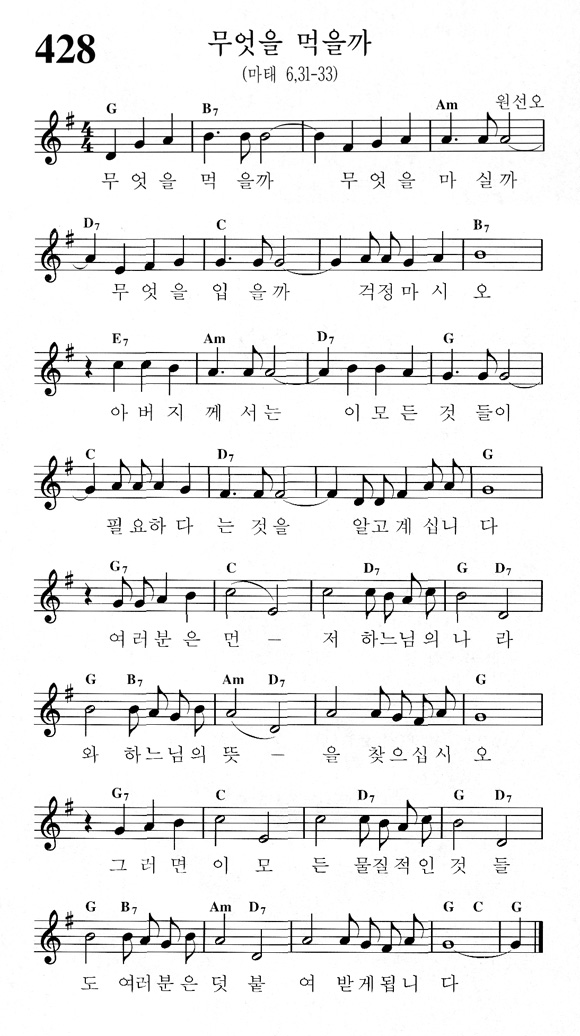 428
무엇을 먹을까
(마태 6,31-33)
원선오
G B7 Am
무 엇 을 먹 을까 무 엇 을 마 실까
D7 C B7
무 엇 을 입 을까 걱정마 시 오
E7 Am D7 G
아 버 지 께 서는 이 모 든 것 들이
C D7 G
필 요하 다 는 것을 알고계 십니 다
G7 C D7 G D7
여 러 분 은 먼 - 저 하느님의 나 라
G B7 Am D7 G
와 하느님의 뜻 - 을 찾으십시 오
G7 C D7 G D7
그 러 면 이 모 든 물질적인 것 들
G B7 Am D7 G C G
도 여러분은 덧 붙 여 받게됩니 다